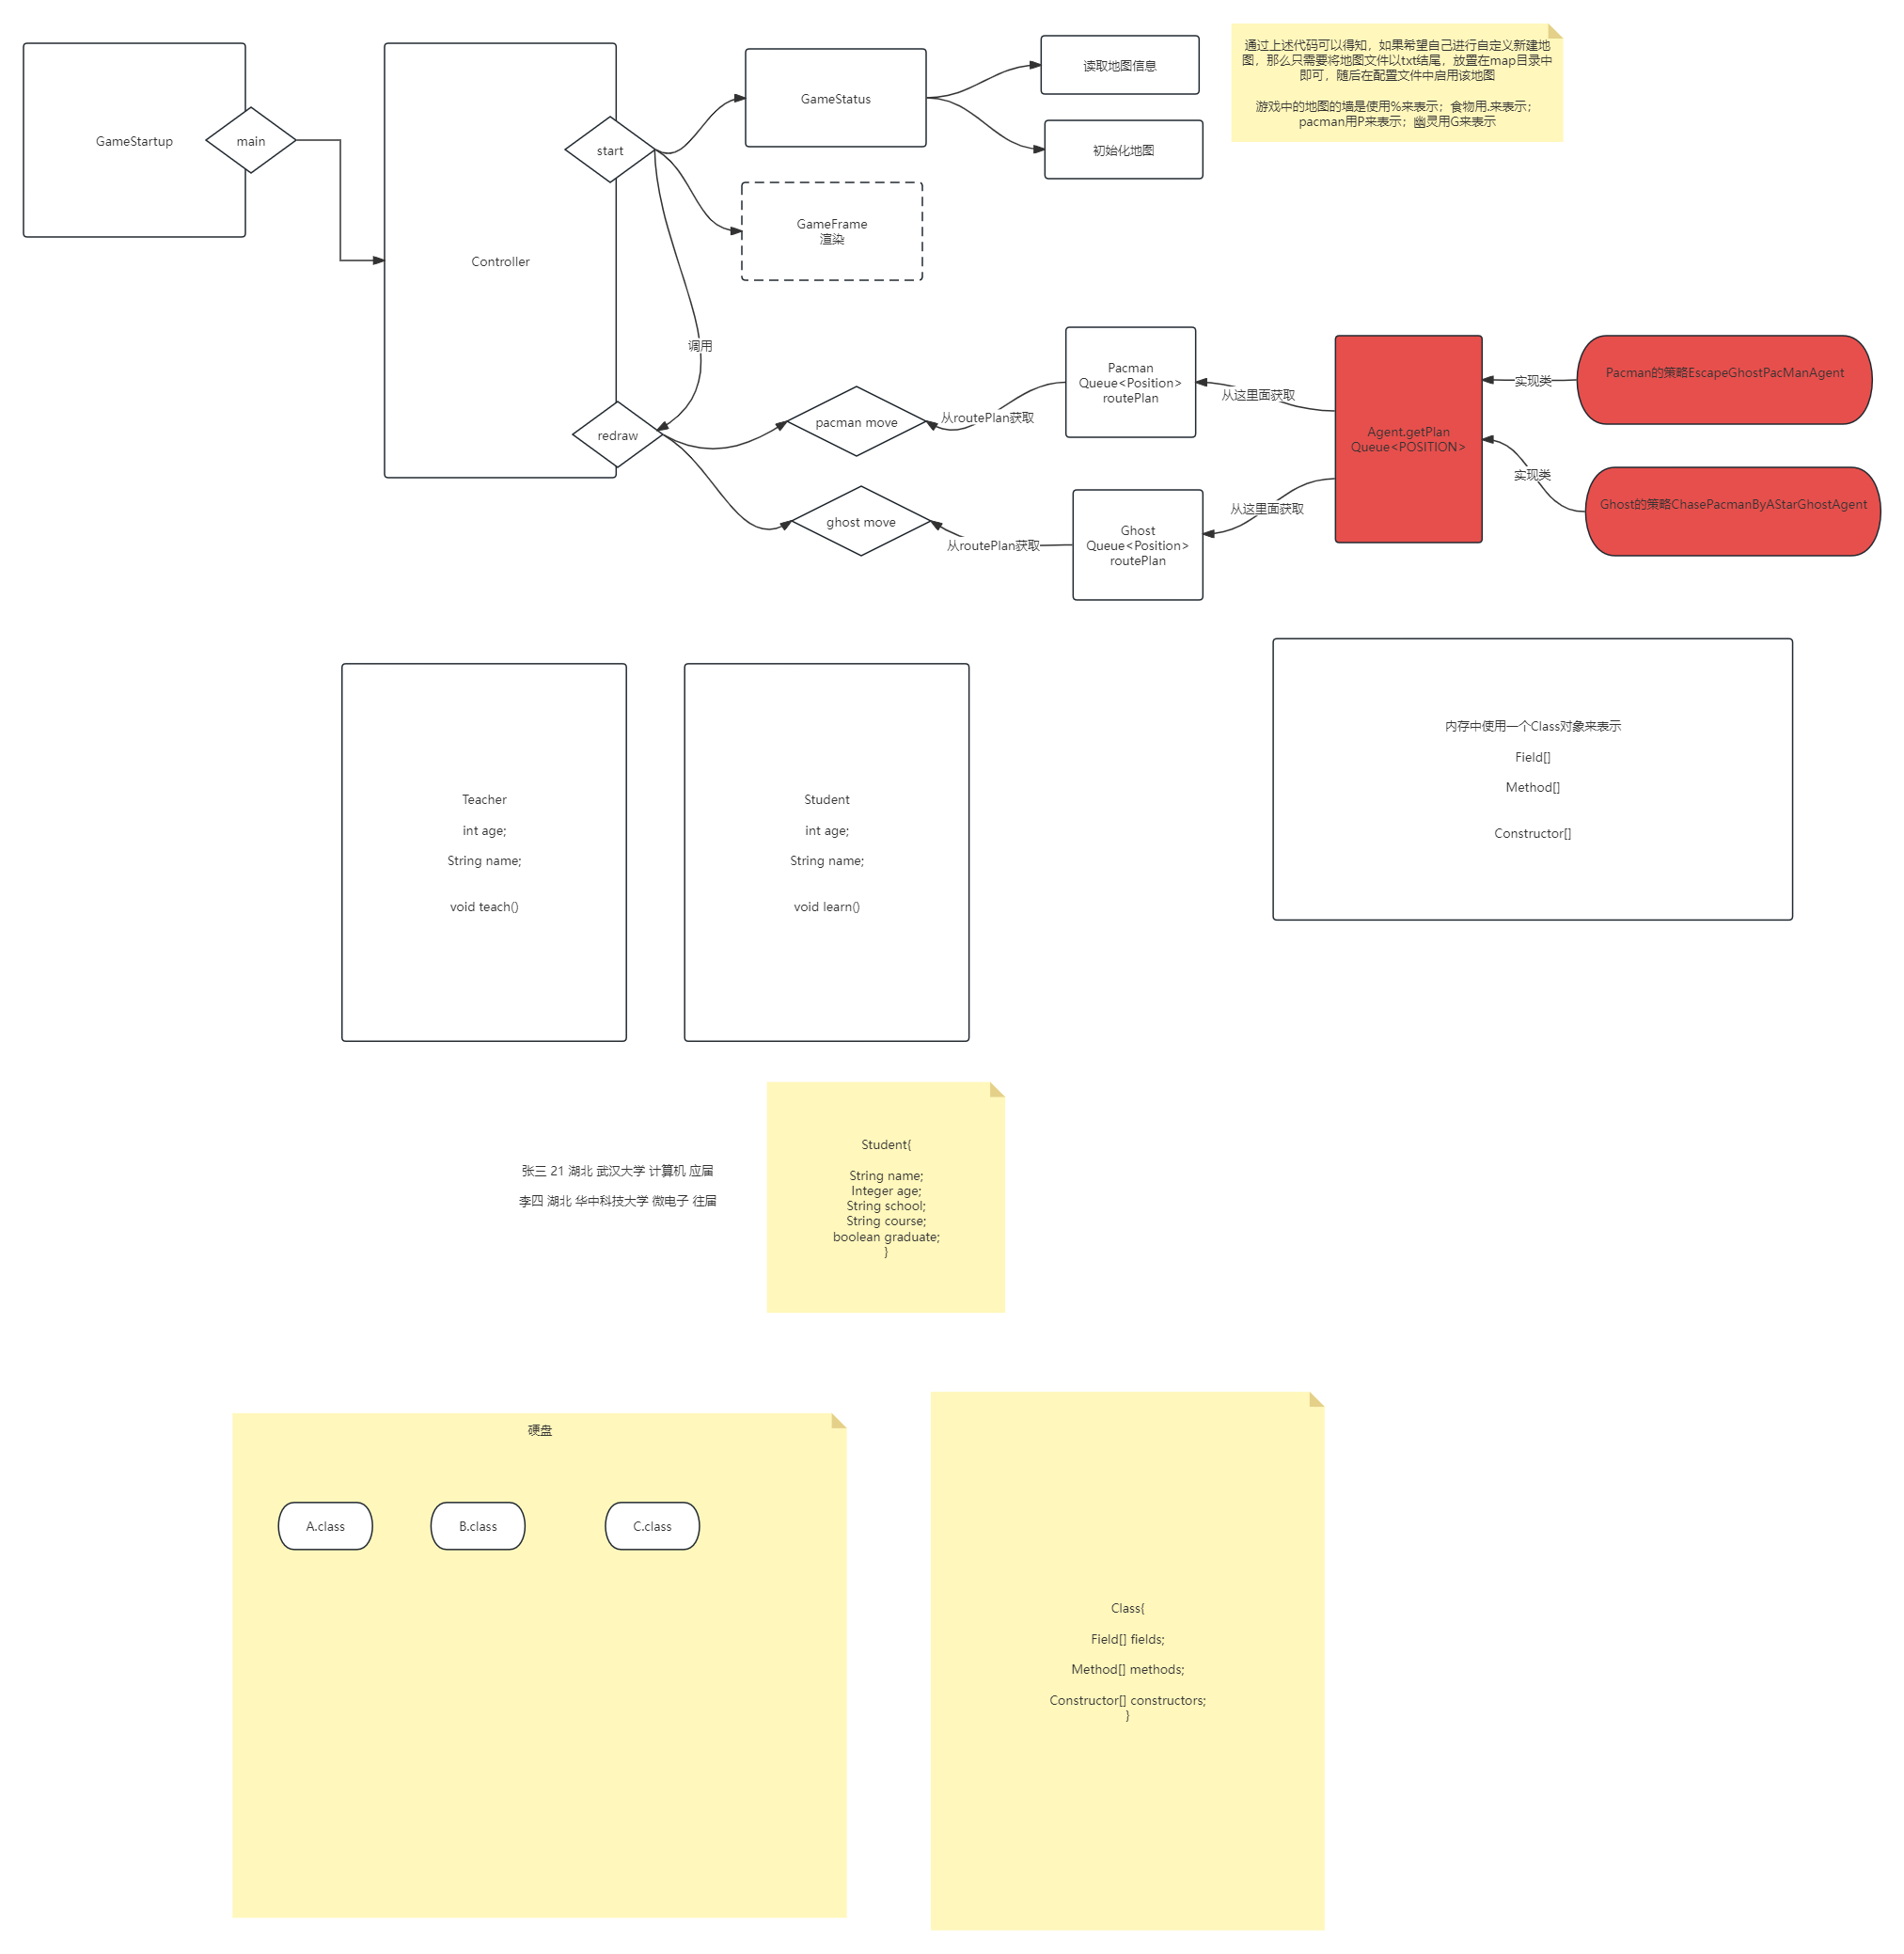 GameStartup
main
Controller
start
GameStatus
读取地图信息
初始化地图
通过上述代码可以得知，如果希望自己进行自定义新建地
图，那么只需要将地图文件以txt结尾，放置在map目录中
即可，随后在配置文件中启用该地图
游戏中的地图的墙是使用%来表示；食物用.来表示；
pacman用P来表示；幽灵用G来表示
GameFrame
渲染
调用
redraw
pacman move
从routePlan获取
Pacman
Queue<Position>
routePlan
从这里面获取
Agent.getPlan
Queue<POSITION>
实现类
Pacman的策略EscapeGhostPacManAgent
实现类
Ghost的策略ChasePacmanByAStarGhostAgent
ghost move
从routePlan获取
Ghost
Queue<Position>
routePlan
从这里面获取
Teacher
int age;
String name;
void teach()
Student
int age;
String name;
void learn()
内存中使用一个Class对象来表示
Field[]
Method[]
Constructor[]
张三 21 湖北 武汉大学 计算机 应届
李四 湖北 华中科技大学 微电子 往届
Student{
String name;
Integer age;
String school;
String course;
boolean graduate;
}
硬盘
A.class
B.class
C.class
Class{
Field[] fields;
Method[] methods;
Constructor[] constructors;
}